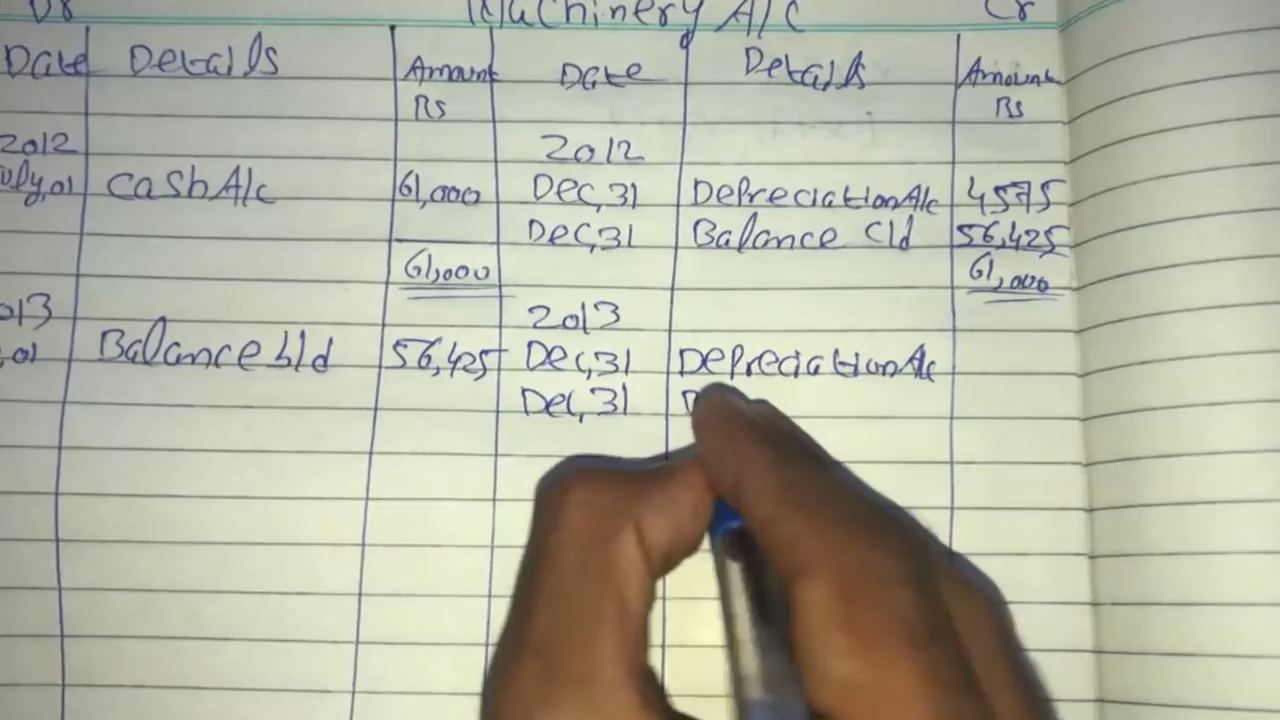 Dr Machinery A/C Cr
Date Details Amount Date Details Amount
Rs Rs
2012 2012
July,01 Cash A/c 61,000 Dec,31 Depreciation A/c 4575
Dec,31 Balance C/d 56,425
61,000 61,000
2013 2013
,01 Balance b/d 56,425 Dec,31 Depreciation A/c
Dec,31